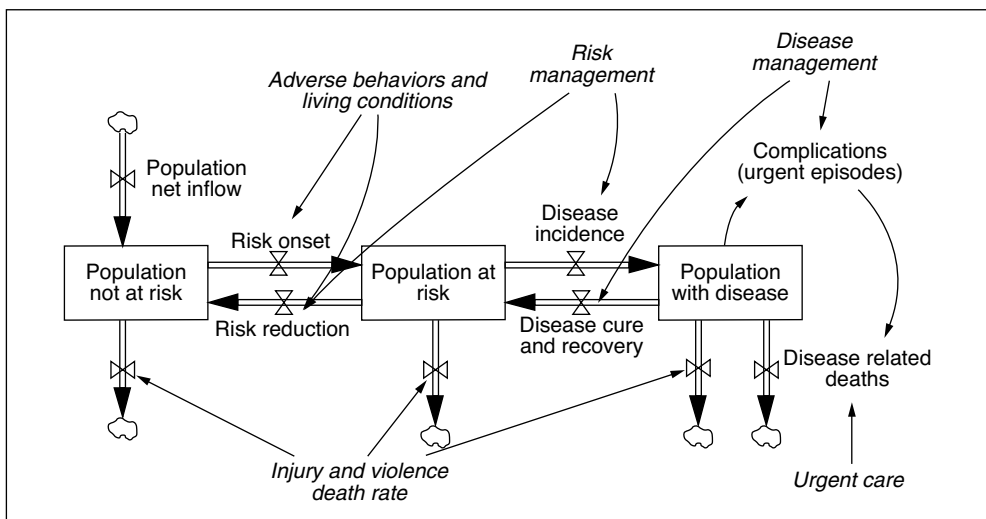 Disease
management
Risk
management
Adverse behaviors and
living conditions
Population
net inflow
Complications
(urgent episodes)
Risk onset
Disease
incidence
Population
not at risk
Population at
risk
Population
with disease
Risk reduction
Disease cure
and recovery
Disease related
deaths
Injury and violence
death rate
Urgent care